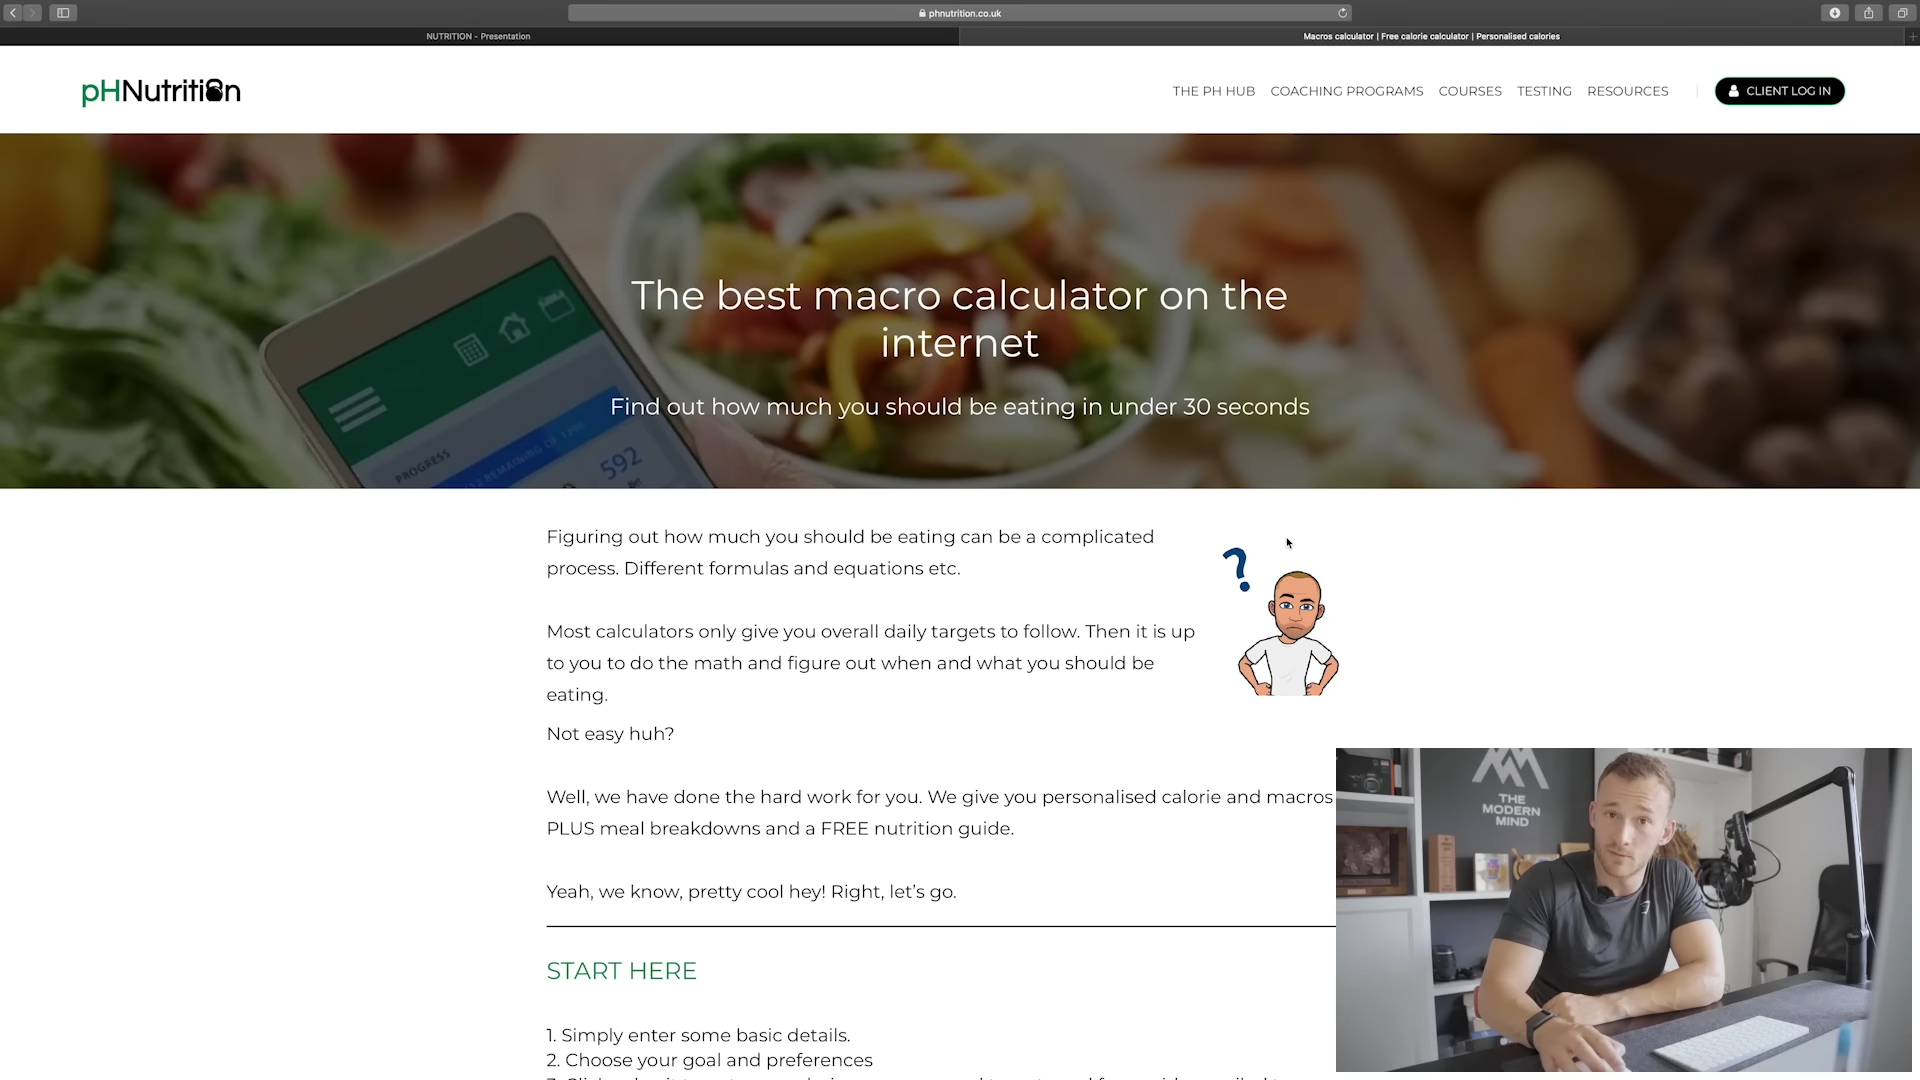 phnutrition.co.uk
NUTRITION - Presentation
Macros calculator | Free calorie calculator | Personalised calories
pHNutrition
THE PH HUB
COACHING PROGRAMS
COURSES
TESTING
RESOURCES
CLIENT LOG IN
The best macro calculator on the
internet
Find out how much you should be eating in under 30 seconds
PROGRESS
REMAINING OF
592
Figuring out how much you should be eating can be a complicated
process. Different formulas and equations etc.
?
Most calculators only give you overall daily targets to follow. Then it is up
to you to do the math and figure out when and what you should be
eating.
Not easy huh?
Well, we have done the hard work for you. We give you personalised calorie and macros
PLUS meal breakdowns and a FREE nutrition guide.
Yeah, we know, pretty cool hey! Right, let's go.
THE
MODERN
MIND
START HERE
1. Simply enter some basic details.
2. Choose your goal and preferences